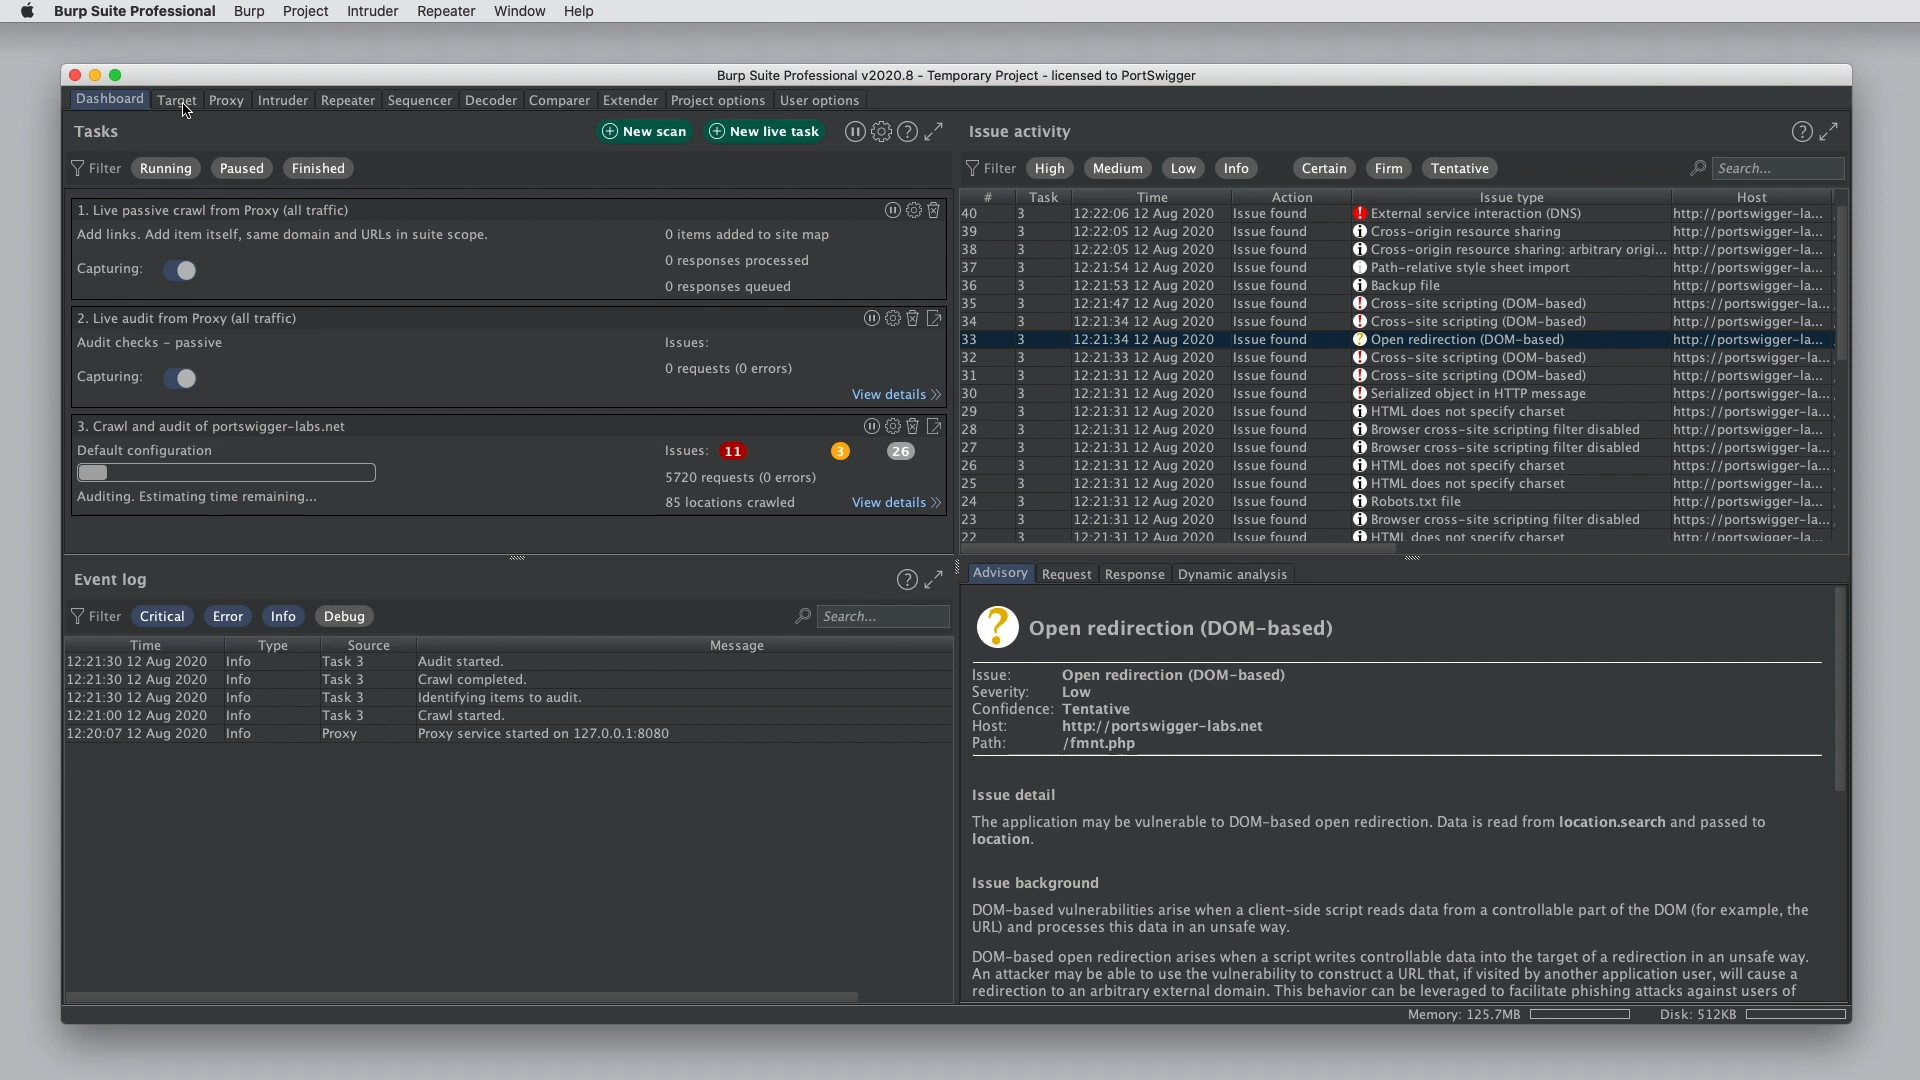 Burp Suite Professional Burp Project Intruder Repeater Window Help
Burp Suite Professional v2020.8 - Temporary Project - licensed to PortSwigger
Dashboard Target Proxy Intruder Repeater Sequencer Decoder Comparer Extender Project options User options
Tasks
New scan New live task
Filter Running Paused Finished
1. Live passive crawl from Proxy (all traffic)
Add links. Add item itself, same domain and URLs in suite scope.
0 items added to site map
Capturing:
0 responses processed
0 responses queued
2. Live audit from Proxy (all traffic)
Audit checks - passive
Issues:
Capturing:
0 requests (0 errors)
View details
3. Crawl and audit of portswigger-labs.net
Default configuration
Issues: 11 3 26
5720 requests (0 errors)
Auditing. Estimating time remaining...
85 locations crawled
View details
Issue activity
Filter High Medium Low Info Certain Firm Tentative Search...
# Task Time Action Issue type Host
40 3 12:22:06 12 Aug 2020 Issue found External service interaction (DNS) http://portswigger-la...
39 3 12:22:05 12 Aug 2020 Issue found Cross-origin resource sharing http://portswigger-la...
38 3 12:22:05 12 Aug 2020 Issue found Cross-origin resource sharing: arbitrary origi... http://portswigger-la...
37 3 12:21:54 12 Aug 2020 Issue found Path-relative style sheet import http://portswigger-la...
36 3 12:21:53 12 Aug 2020 Issue found Backup file http://portswigger-la...
35 3 12:21:47 12 Aug 2020 Issue found Cross-site scripting (DOM-based) https://portswigger-la...
34 3 12:21:34 12 Aug 2020 Issue found Cross-site scripting (DOM-based) http://portswigger-la...
33 3 12:21:34 12 Aug 2020 Issue found Open redirection (DOM-based) http://portswigger-la...
32 3 12:21:33 12 Aug 2020 Issue found Cross-site scripting (DOM-based) https://portswigger-la...
31 3 12:21:31 12 Aug 2020 Issue found Cross-site scripting (DOM-based) http://portswigger-la...
30 3 12:21:31 12 Aug 2020 Issue found Serialized object in HTTP message http://portswigger-la...
29 3 12:21:31 12 Aug 2020 Issue found HTML does not specify charset https://portswigger-la...
28 3 12:21:31 12 Aug 2020 Issue found Browser cross-site scripting filter disabled http://portswigger-la...
27 3 12:21:31 12 Aug 2020 Issue found Browser cross-site scripting filter disabled https://portswigger-la...
26 3 12:21:31 12 Aug 2020 Issue found HTML does not specify charset https://portswigger-la...
25 3 12:21:31 12 Aug 2020 Issue found HTML does not specify charset https://portswigger-la...
24 3 12:21:31 12 Aug 2020 Issue found Robots.txt file http://portswigger-la...
23 3 12:21:31 12 Aug 2020 Issue found Browser cross-site scripting filter disabled https://portswigger-la...
22 3 12:21:31 12 Aug 2020 Issue found HTML does not specify charset http://portswigger-la...
Event log
Filter Critical Error Info Debug Search...
Time Type Source Message
12:21:30 12 Aug 2020 Info Task 3 Audit started.
12:21:30 12 Aug 2020 Info Task 3 Crawl completed.
12:21:30 12 Aug 2020 Info Task 3 Identifying items to audit.
12:21:00 12 Aug 2020 Info Task 3 Crawl started.
12:20:07 12 Aug 2020 Info Proxy Proxy service started on 127.0.0.1:8080
Advisory Request Response Dynamic analysis
Open redirection (DOM-based)
Issue: Open redirection (DOM-based)
Severity: Low
Confidence: Tentative
Host: http://portswigger-labs.net
Path: /fmnt.php
Issue detail
The application may be vulnerable to DOM-based open redirection. Data is read from location.search and passed to
location.
Issue background
DOM-based vulnerabilities arise when a client-side script reads data from a controllable part of the DOM (for example, the
URL) and processes this data in an unsafe way.
DOM-based open redirection arises when a script writes controllable data into the target of a redirection in an unsafe way.
An attacker may be able to use the vulnerability to construct a URL that, if visited by another application user, will cause a
redirection to an arbitrary external domain. This behavior can be leveraged to facilitate phishing attacks against users of
Memory: 125.7MB Disk: 512KB